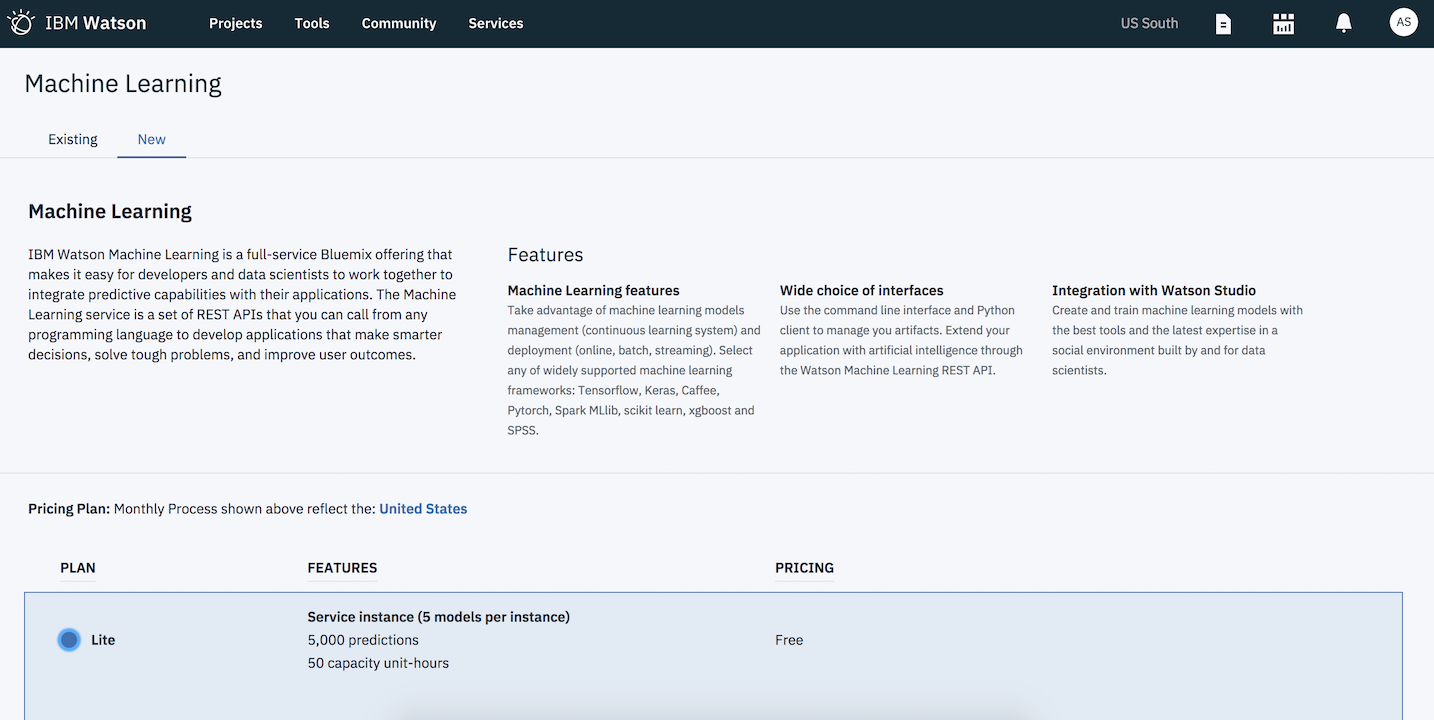 IBM Watson Projects Tools Community Services US South AS
Machine Learning
Existing New
Machine Learning
IBM Watson Machine Learning is a full-service Bluemix offering that
makes it easy for developers and data scientists to work together to
integrate predictive capabilities with their applications. The Machine
Learning service is a set of REST APIs that you can call from any
programming language to develop applications that make smarter
decisions, solve tough problems, and improve user outcomes.
Features
Machine Learning features
Take advantage of machine learning models
management (continuous learning system) and
deployment (online, batch, streaming). Select
any of widely supported machine learning
frameworks: Tensorflow, Keras, Caffee,
Pytorch, Spark MLlib, scikit learn, xgboost and
SPSS.
Wide choice of interfaces
Use the command line interface and Python
client to manage you artifacts. Extend your
application with artificial intelligence through
the Watson Machine Learning REST API.
Integration with Watson Studio
Create and train machine learning models with
the best tools and the latest expertise in a
social environment built by and for data
scientists.
Pricing Plan: Monthly Process shown above reflect the: United States
PLAN FEATURES PRICING
Service instance (5 models per instance)
Lite 5,000 predictions Free
50 capacity unit-hours